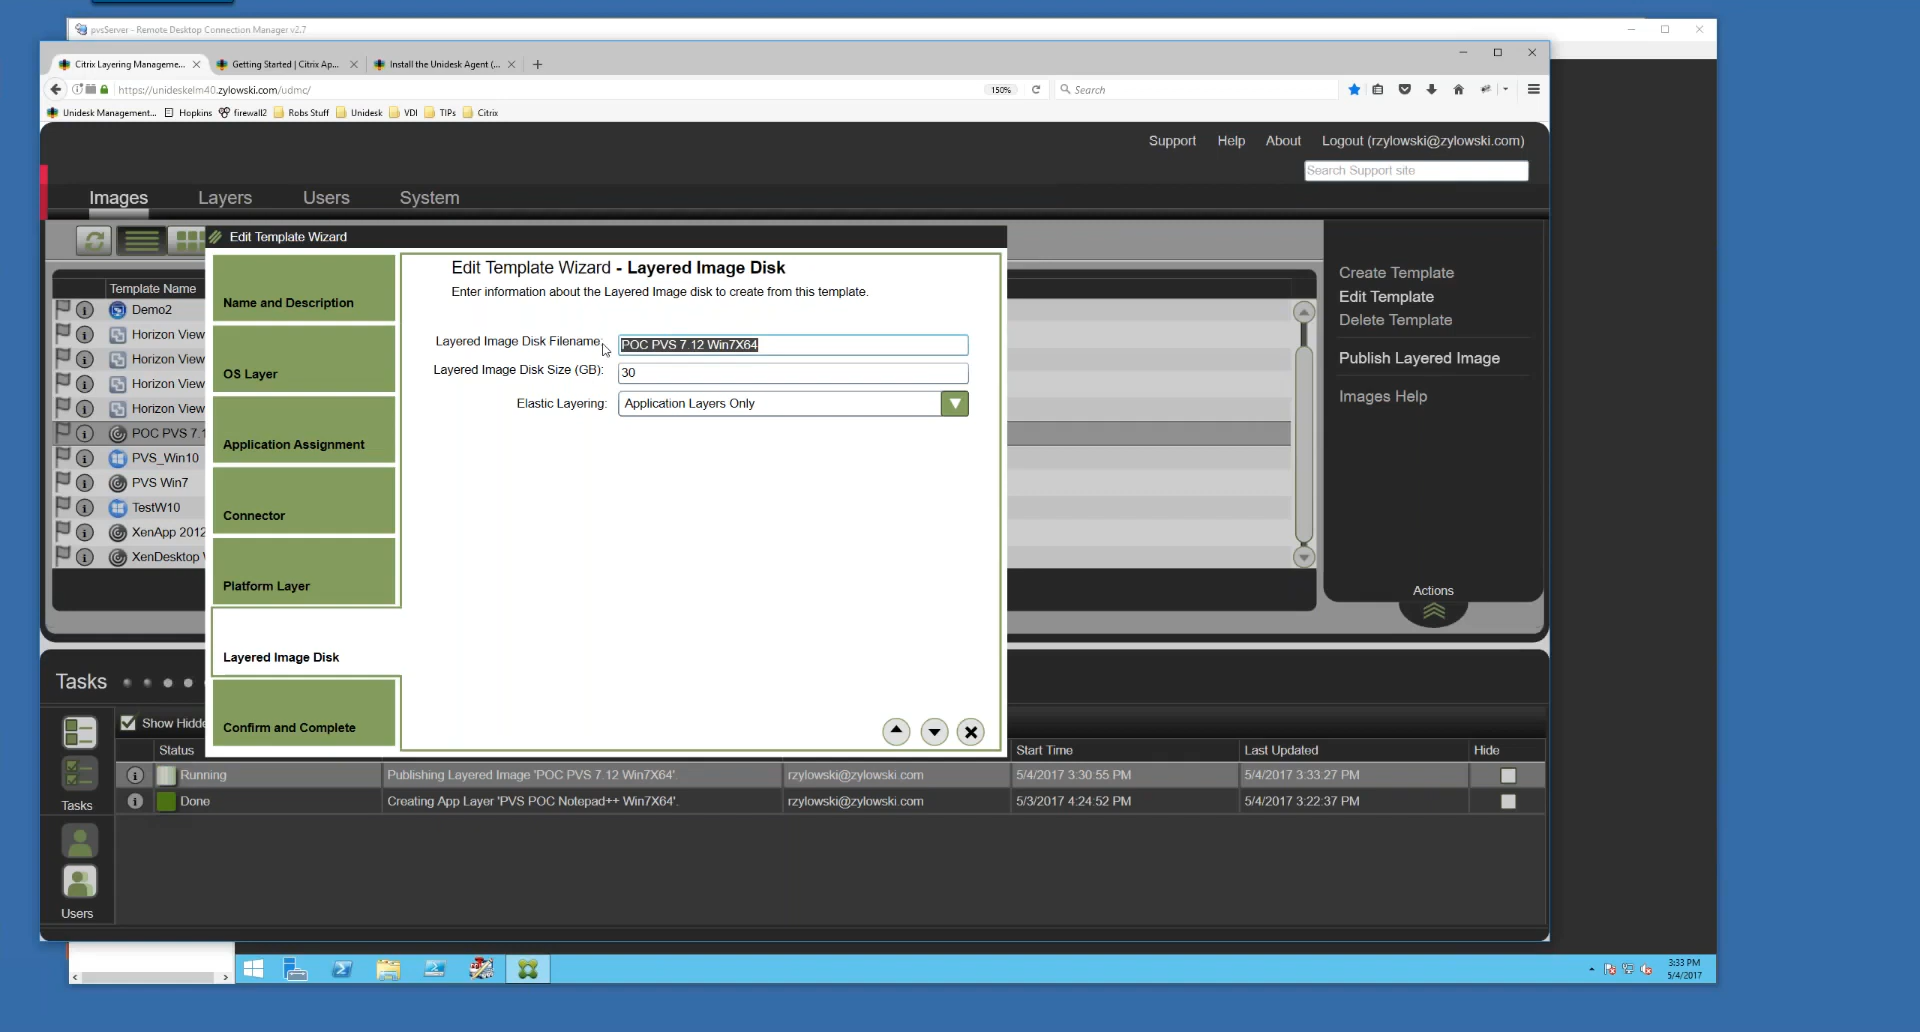 pvsServer - Remote Desktop Connection Manager v2.7
Citrix Layering Manageme...
Getting Started | Citrix Ap...
Install the Unidesk Agent (...
https://unideskelm40.zylowski.com/udmc/
150%
Search
Unidesk Management...
Hopkins
firewall2
Robs Stuff
Unidesk
VDI
TIPs
Citrix
Support
Help
About
Logout (rzylowski@zylowski.com)
Search Support site
Images
Layers
Users
System
Edit Template Wizard
Template Name
Demo2
Horizon View
Horizon View
Horizon View
Horizon View
POC PVS 7.1
PVS_Win10
PVS Win7
TestW10
XenApp 2012
XenDesktop
Name and Description
OS Layer
Application Assignment
Connector
Platform Layer
Layered Image Disk
Confirm and Complete
Edit Template Wizard - Layered Image Disk
Enter information about the Layered Image disk to create from this template.
Layered Image Disk Filename:
POC PVS 7.12 Win7X64
Layered Image Disk Size (GB):
30
Elastic Layering:
Application Layers Only
Create Template
Edit Template
Delete Template
Publish Layered Image
Images Help
Actions
Tasks
Show Hidde
Status
Start Time
Last Updated
Hide
Running
Publishing Layered Image 'POC PVS 7.12 Win7X64'.
rzylowski@zylowski.com
5/4/2017 3:30:55 PM
5/4/2017 3:33:27 PM
Done
Creating App Layer 'PVS POC Notepad++ Win7X64'.
rzylowski@zylowski.com
5/3/2017 4:24:52 PM
5/4/2017 3:22:37 PM
Tasks
Users
3:33 PM
5/4/2017